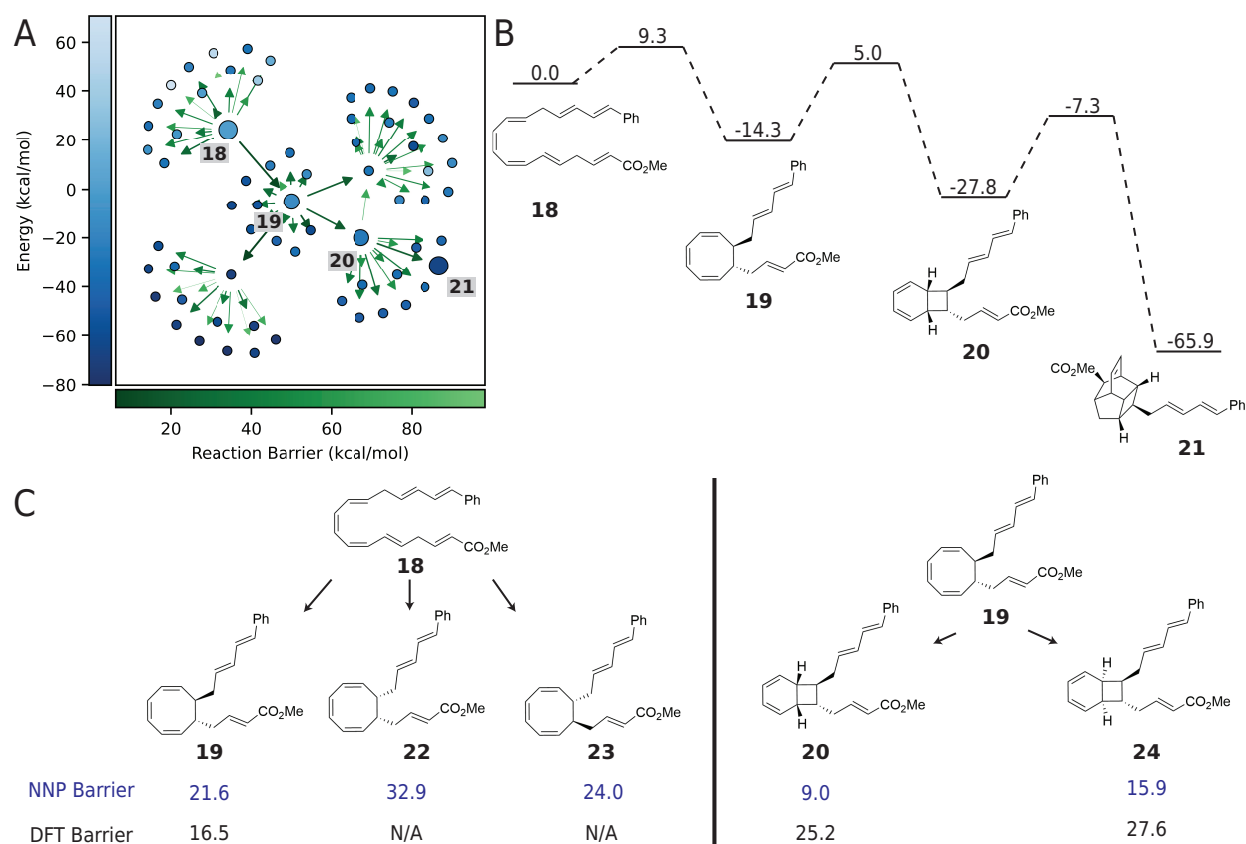 A
Energy (kcal/mol)
60
40
20
0
−20
−40
−60
−80
18
19
20
21
20
40
60
80
Reaction Barrier (kcal/mol)
B
0.0
9.3
-14.3
5.0
-27.8
-7.3
-65.9
Ph
CO2Me
18
Ph
CO2Me
19
Ph
H
H
CO2Me
20
CO2Me
H
Ph
H
21
C
Ph
CO2Me
18
Ph
CO2Me
19
Ph
CO2Me
22
Ph
CO2Me
23
Ph
CO2Me
19
Ph
H
H
CO2Me
20
Ph
H
H
CO2Me
24
NNP Barrier 21.6 32.9 24.0 9.0 15.9
DFT Barrier 16.5 N/A N/A 25.2 27.6